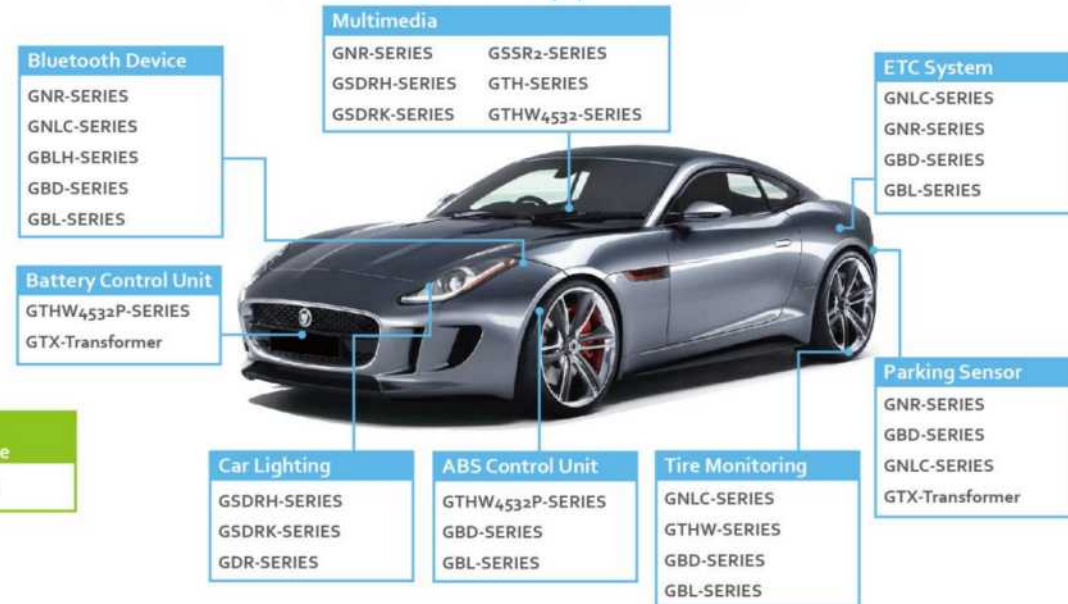 Multimedia
GNR-SERIES GSSR2-SERIES
GSDRH-SERIES GTH-SERIES
GSDRK-SERIES GTHW4532-SERIES
Bluetooth Device
GNR-SERIES
GNLC-SERIES
GBLH-SERIES
GBD-SERIES
GBL-SERIES
ETC System
GNLC-SERIES
GNR-SERIES
GBD-SERIES
GBL-SERIES
Battery Control Unit
GTHW4532P-SERIES
GTX-Transformer
Parking Sensor
GNR-SERIES
GBD-SERIES
GNLC-SERIES
GTX-Transformer
Car Lighting
GSDRH-SERIES
GSDRK-SERIES
GDR-SERIES
ABS Control Unit
GTHW4532P-SERIES
GBD-SERIES
GBL-SERIES
Tire Monitoring
GNLC-SERIES
GTHW-SERIES
GBD-SERIES
GBL-SERIES